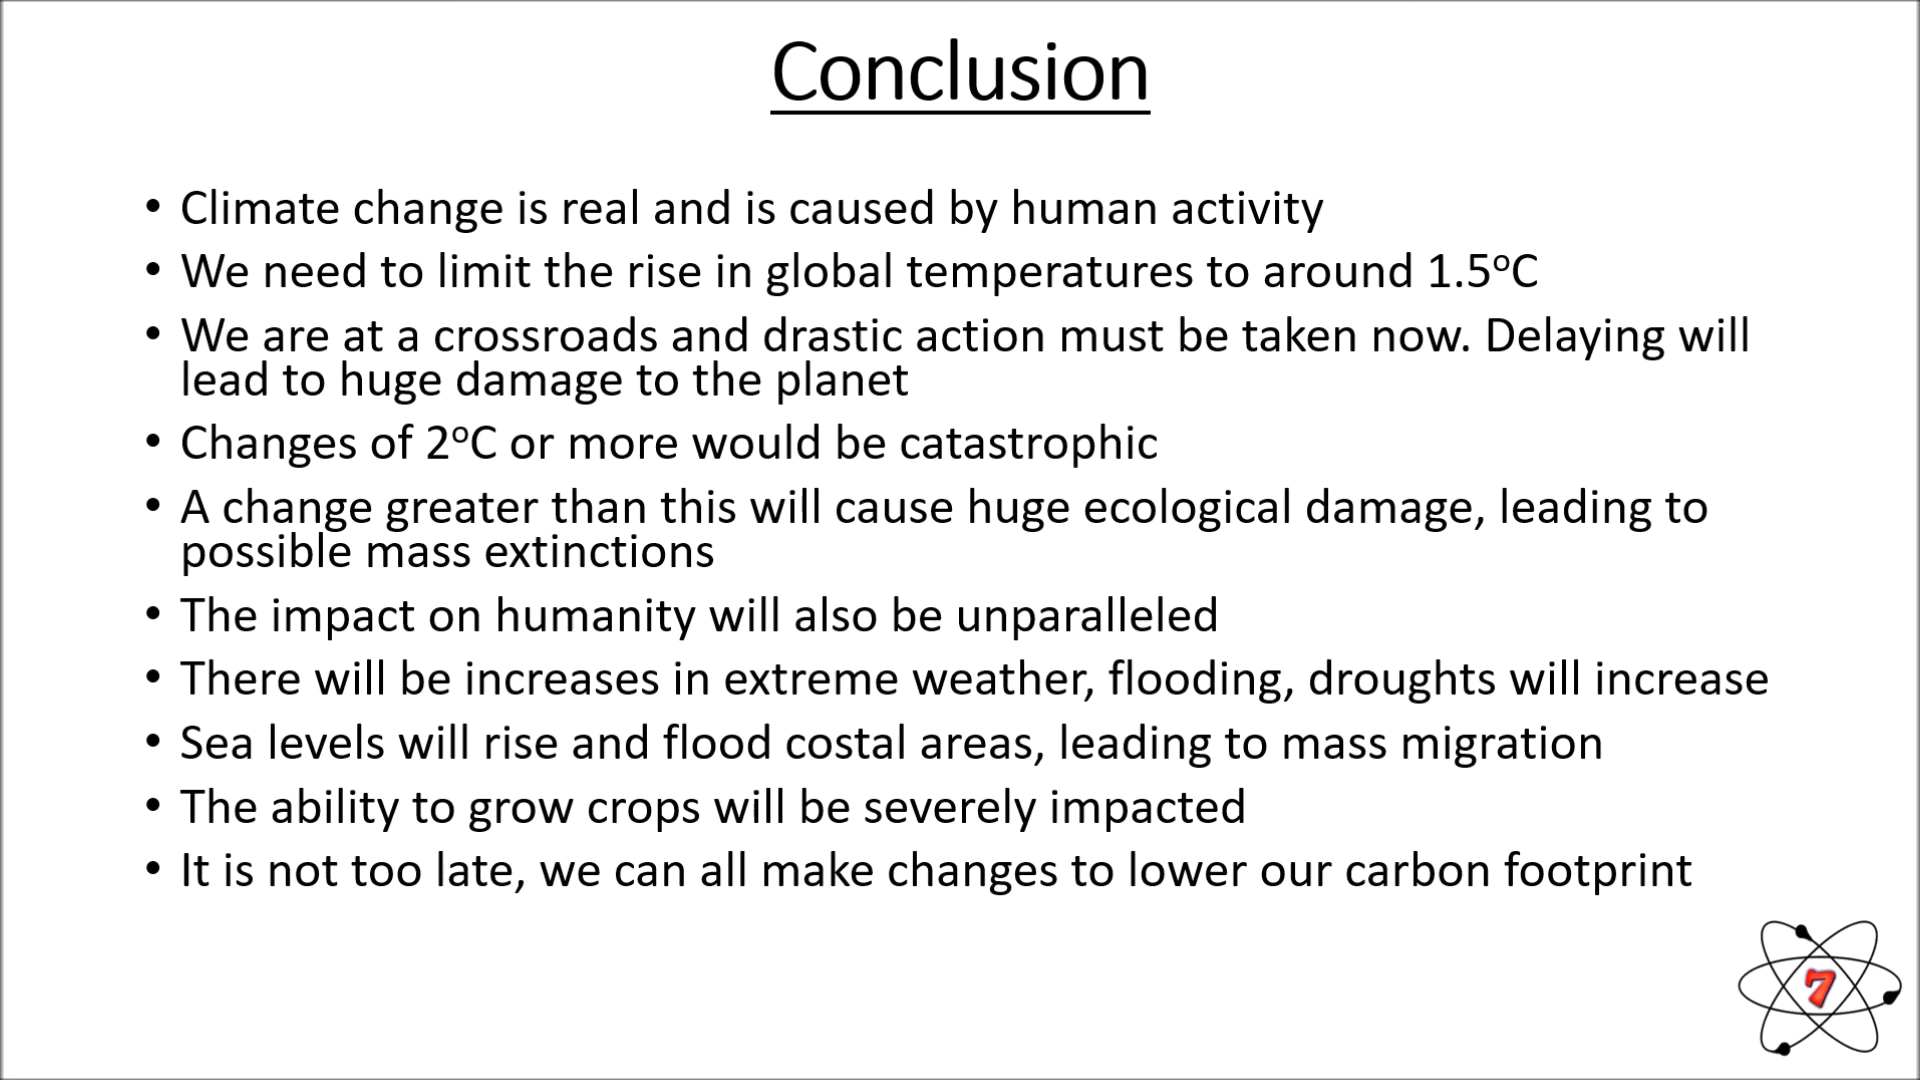 Conclusion
• Climate change is real and is caused by human activity
• We need to limit the rise in global temperatures to around 1.5ºC
• We are at a crossroads and drastic action must be taken now. Delaying will
lead to huge damage to the planet
• Changes of 2ºC or more would be catastrophic
• A change greater than this will cause huge ecological damage, leading to
possible mass extinctions
• The impact on humanity will also be unparalleled
• There will be increases in extreme weather, flooding, droughts will increase
• Sea levels will rise and flood costal areas, leading to mass migration
• The ability to grow crops will be severely impacted
• It is not too late, we can all make changes to lower our carbon footprint
7